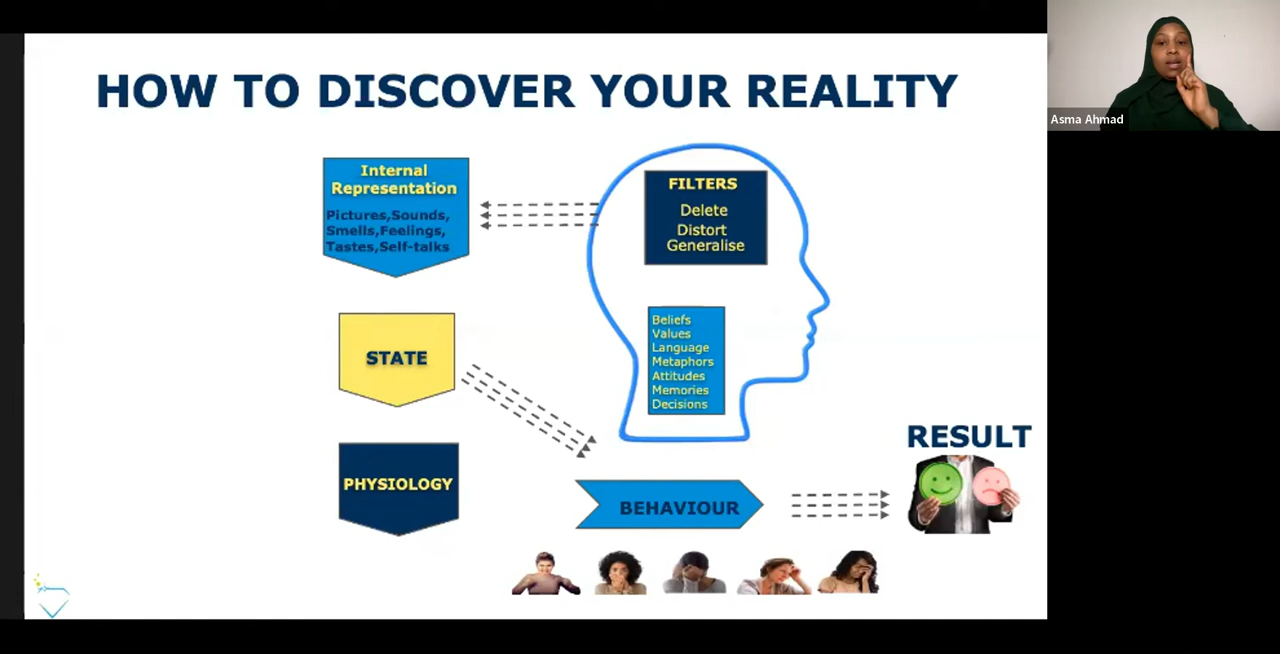 HOW TO DISCOVER YOUR REALITY
Asma Ahmad
Internal
Representation
Pictures,Sounds,
Smells,Feelings,
Tastes,Self-talks
FILTERS
Delete
Distort
Generalise
STATE
Beliefs
Values
Language
Metaphors
Attitudes
Memories
Decisions
PHYSIOLOGY
BEHAVIOUR
RESULT